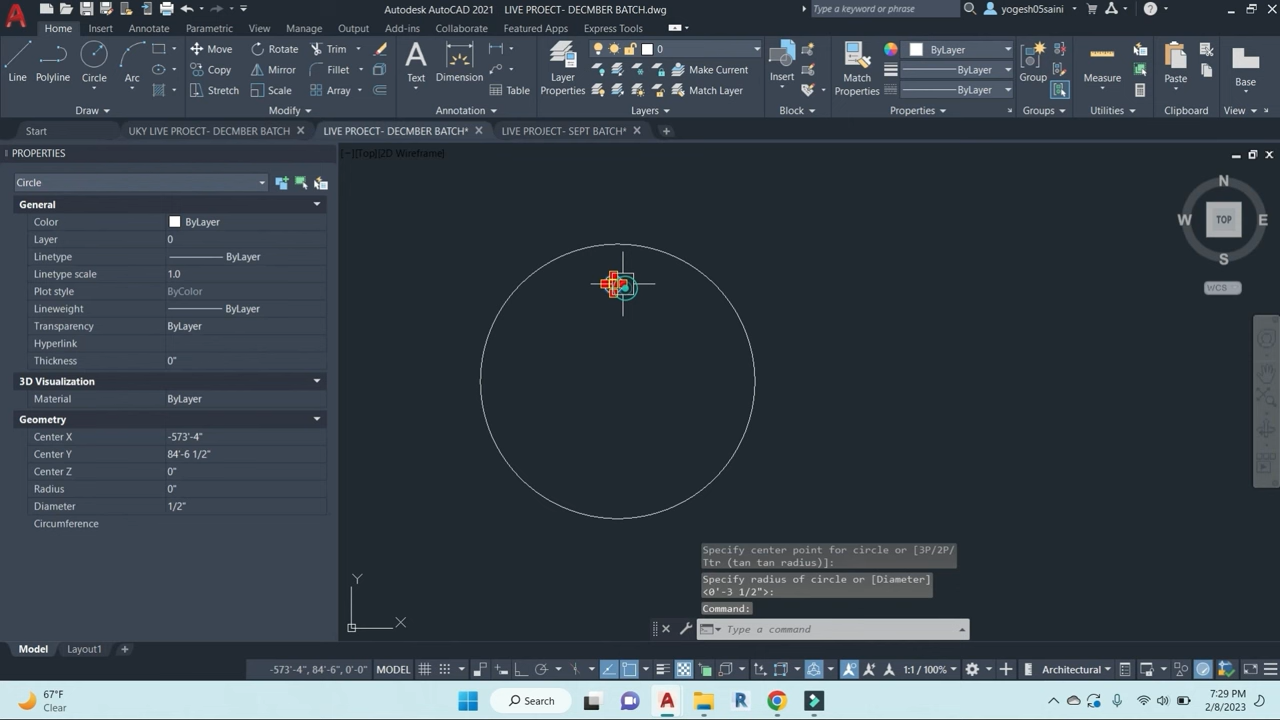 Autodesk AutoCAD 2021 LIVE PROECT- DECMBER BATCH.dwg
Type a keyword or phrase
yogesh05saini
Home Insert Annotate Parametric View Manage Output Collaborate Featured Apps Express Tools
Line Polyline Circle Arc
Move Rotate Trim
Copy Mirror Fillet
Stretch Scale Array
Text Dimension Table
Layer Properties
0
Make Current
Match Layer
Insert
Match Properties
ByLayer
ByLayer
ByLayer
Group
Measure
Paste
Base
Draw Modify Annotation Layers Block Properties Groups Utilities Clipboard View
Start UKY LIVE PROECT- DECMBER BATCH LIVE PROECT- DECMBER BATCH* LIVE PROJECT- SEPT BATCH*
PROPERTIES
[−][Top][2D Wireframe]
Circle
General
Color ByLayer
Layer 0
Linetype ByLayer
Linetype scale 1.0
Plot style ByColor
Lineweight ByLayer
Transparency ByLayer
Hyperlink
Thickness 0"
3D Visualization
Material ByLayer
Geometry
Center X -573'-4"
Center Y 84'-6 1/2"
Center Z 0"
Radius 0"
Diameter 1/2"
Circumference
N
W TOP E
S
WCS
Y
X
Specify center point for circle or [3P/2P/
Ttr (tan tan radius)]:
Specify radius of circle or [Diameter]
<0'-3 1/2">:
Command:
Type a command
Model Layout1
-573'-4", 84'-6", 0'-0" MODEL 1:1 / 100% Architectural
67°F
Clear
Search
7:29 PM
2/8/2023